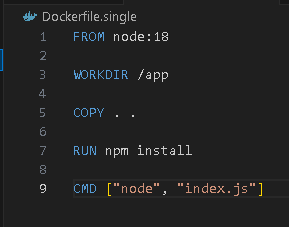 Dockerfile.single
1 FROM node:18
2
3 WORKDIR /app
4
5 COPY . .
6
7 RUN npm install
8
9 CMD ["node", "index.js"]